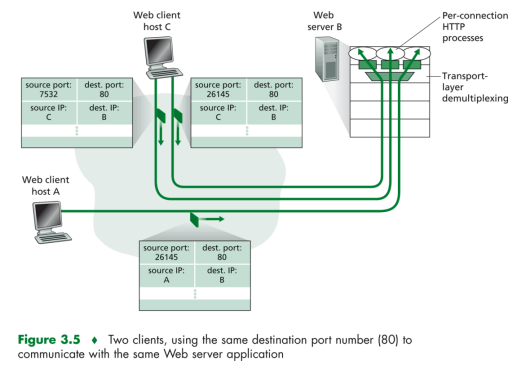 Web client
host C
Web
server B
Per-connection
HTTP
processes
Transport-
layer
demultiplexing
source port:
7532
dest. port:
80
source IP:
C
dest. IP:
B
source port:
26145
dest. port:
80
source IP:
C
dest. IP:
B
Web client
host A
source port:
26145
dest. port:
80
source IP:
A
dest. IP:
B
Figure 3.5 ♦ Two clients, using the same destination port number (80) to
communicate with the same Web server application